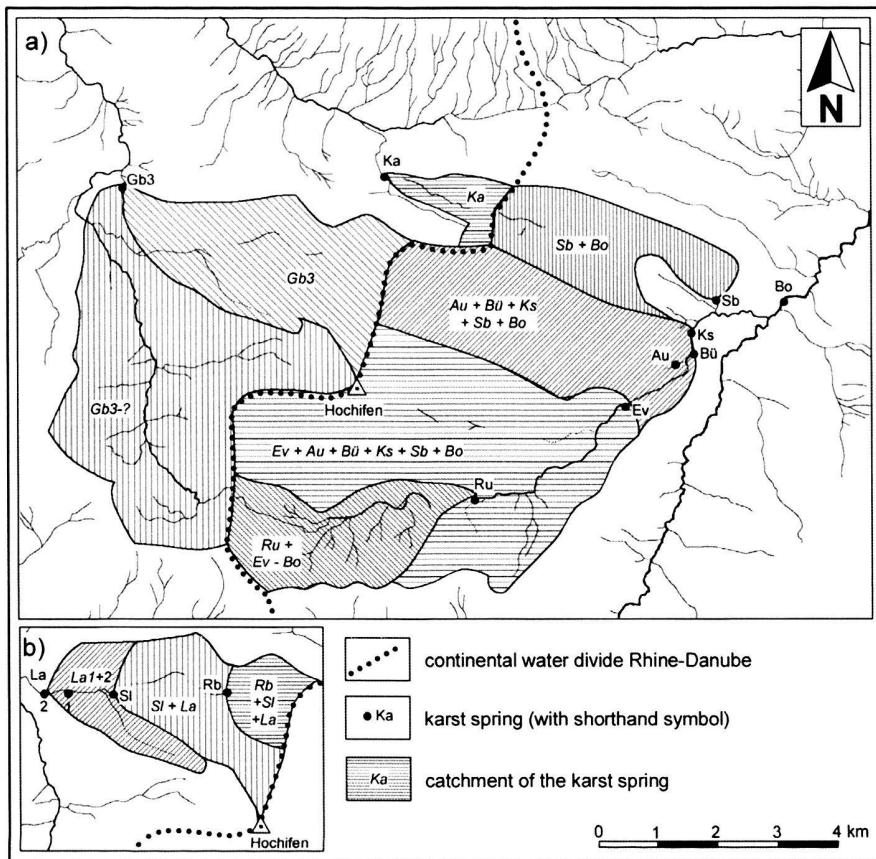 a)
N
Ka
Gb3
Ka
Sb + Bo
Gb3
Au + Bü + Ks
+ Sb + Bo
Sb
Bo
Ks
Au
Bü
Gb3-?
Hochifen
Ev
Ev + Au + Bü + Ks + Sb + Bo
Ru
Ru +
Ev - Bo
b)
La
La1+2
2
1
Sl
Sl + La
Rb
Rb
+Sl
+La
Hochifen
continental water divide Rhine-Danube
Ka
karst spring (with shorthand symbol)
Ka
catchment of the karst spring
0 1 2 3 4 km